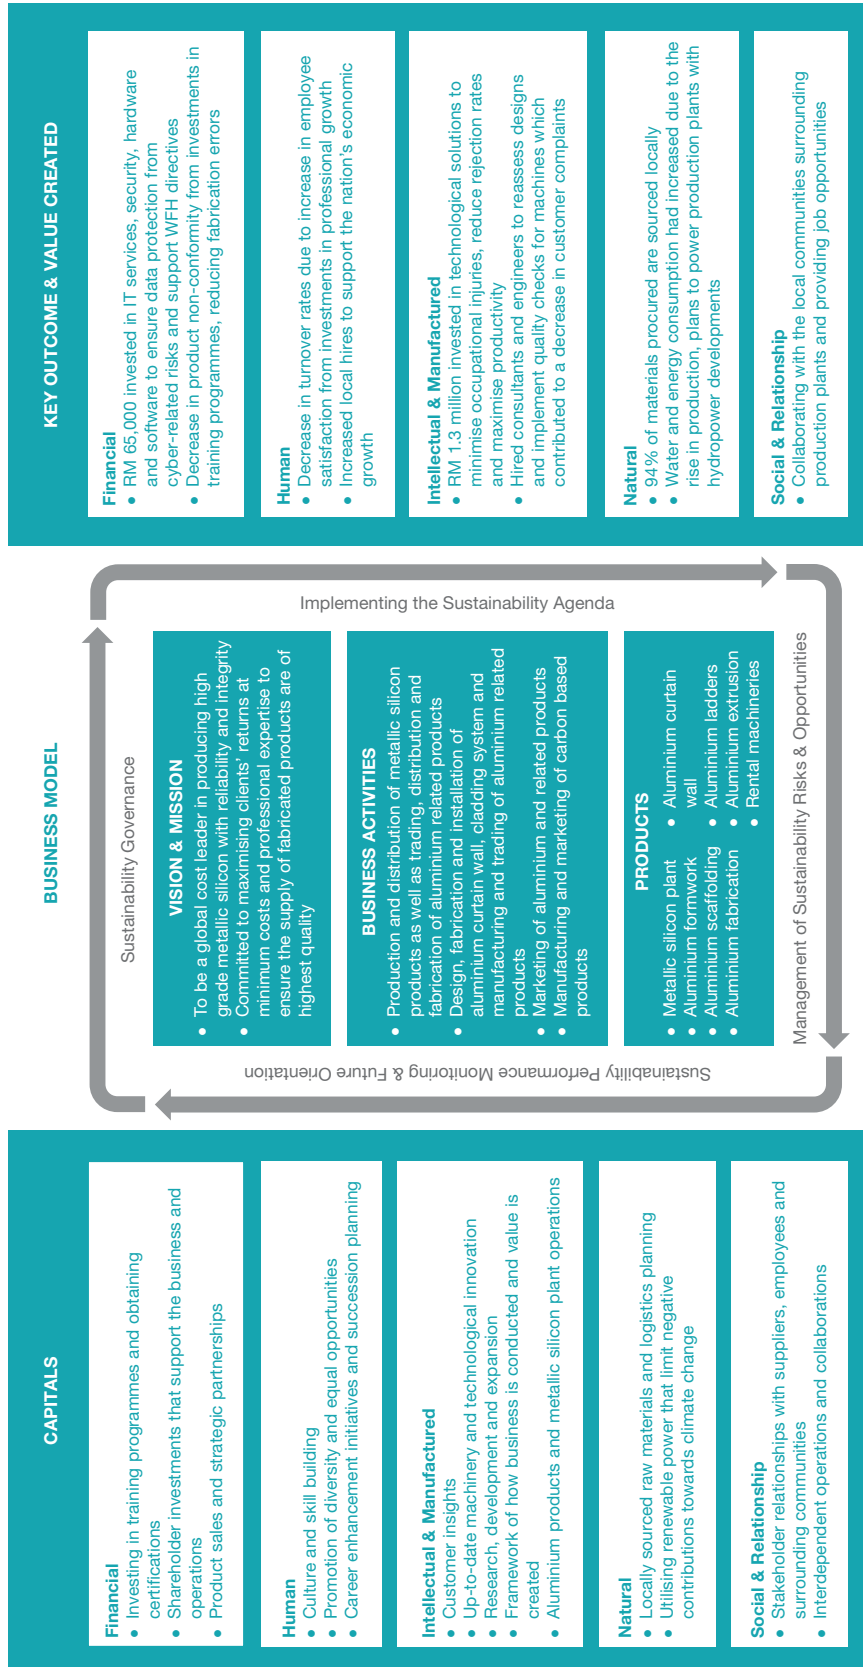 CAPITALS
Financial
• Investing in training programmes and obtaining
certifications
• Shareholder investments that support the business and
operations
• Product sales and strategic partnerships
Human
• Culture and skill building
• Promotion of diversity and equal opportunities
• Career enhancement initiatives and succession planning
Intellectual & Manufactured
• Customer insights
• Up-to-date machinery and technological innovation
• Research, development and expansion
• Framework of how business is conducted and value is
created
• Aluminium products and metallic silicon plant operations
Natural
• Locally sourced raw materials and logistics planning
• Utilising renewable power that limit negative
contributions towards climate change
Social & Relationship
• Stakeholder relationships with suppliers, employees and
surrounding communities
• Interdependent operations and collaborations
BUSINESS MODEL
Sustainability Governance
VISION & MISSION
• To be a global cost leader in producing high
grade metallic silicon with reliability and integrity
• Committed to maximising clients' returns at
minimum costs and professional expertise to
ensure the supply of fabricated products are of
highest quality
BUSINESS ACTIVITIES
• Production and distribution of metallic silicon
products as well as trading, distribution and
fabrication of aluminium related products
• Design, fabrication and installation of
aluminium curtain wall, cladding system and
manufacturing and trading of aluminium related
products
• Marketing of aluminium and related products
• Manufacturing and marketing of carbon based
products
PRODUCTS
• Metallic silicon plant
• Aluminium formwork
• Aluminium scaffolding
• Aluminium fabrication
• Aluminium curtain
wall
• Aluminium ladders
• Aluminium extrusion
• Rental machineries
Implementing the Sustainability Agenda
Management of Sustainability Risks & Opportunities
Sustainability Performance Monitoring & Future Orientation
KEY OUTCOME & VALUE CREATED
Financial
• RM 65,000 invested in IT services, security, hardware
and software to ensure data protection from
cyber-related risks and support WFH directives
• Decrease in product non-conformity from investments in
training programmes, reducing fabrication errors
Human
• Decrease in turnover rates due to increase in employee
satisfaction from investments in professional growth
• Increased local hires to support the nation's economic
growth
Intellectual & Manufactured
• RM 1.3 million invested in technological solutions to
minimise occupational injuries, reduce rejection rates
and maximise productivity
• Hired consultants and engineers to reassess designs
and implement quality checks for machines which
contributed to a decrease in customer complaints
Natural
• 94% of materials procured are sourced locally
• Water and energy consumption had increased due to the
rise in production, plans to power production plants with
hydropower developments
Social & Relationship
• Collaborating with the local communities surrounding
production plants and providing job opportunities